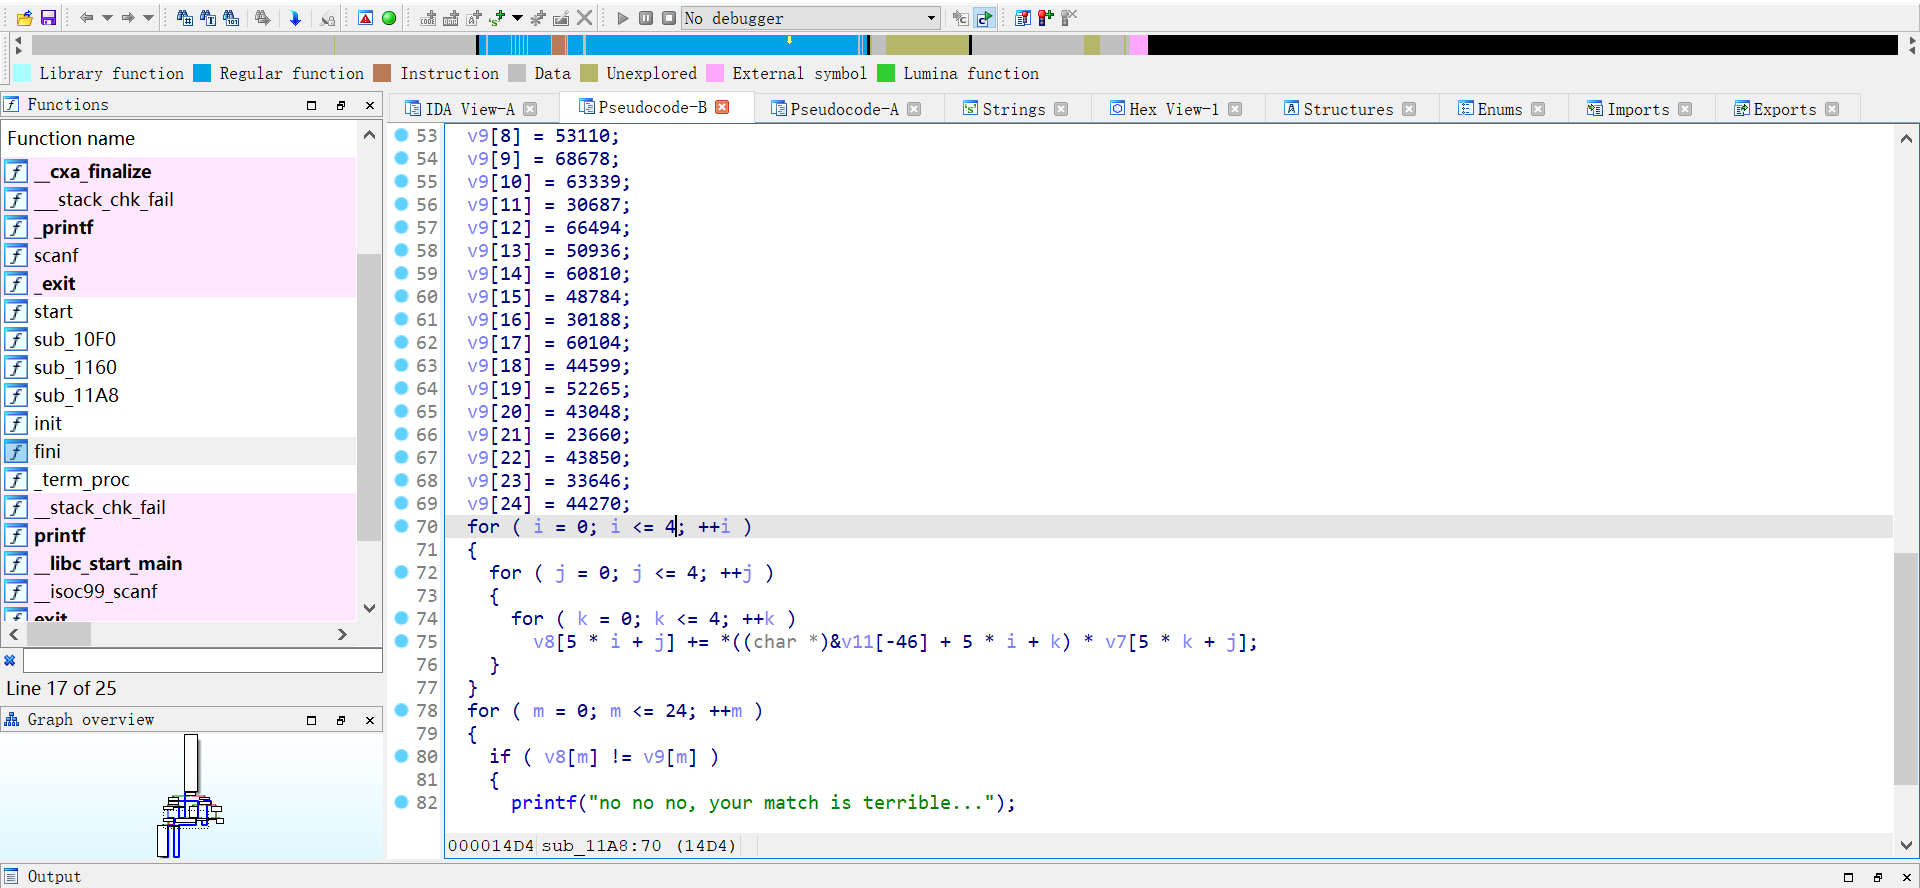 No debugger
Library function Regular function Instruction Data Unexplored External symbol Lumina function
Functions
Function name
__cxa_finalize
___stack_chk_fail
_printf
scanf
_exit
start
sub_10F0
sub_1160
sub_11A8
init
fini
_term_proc
__stack_chk_fail
printf
__libc_start_main
__isoc99_scanf
exit
Line 17 of 25
Graph overview
IDA View-A Pseudocode-B Pseudocode-A Strings Hex View-1 Structures Enums Imports Exports
53 v9[8] = 53110;
54 v9[9] = 68678;
55 v9[10] = 63339;
56 v9[11] = 30687;
57 v9[12] = 66494;
58 v9[13] = 50936;
59 v9[14] = 60810;
60 v9[15] = 48784;
61 v9[16] = 30188;
62 v9[17] = 60104;
63 v9[18] = 44599;
64 v9[19] = 52265;
65 v9[20] = 43048;
66 v9[21] = 23660;
67 v9[22] = 43850;
68 v9[23] = 33646;
69 v9[24] = 44270;
70 for ( i = 0; i <= 4; ++i )
71 {
72 for ( j = 0; j <= 4; ++j )
73 {
74 for ( k = 0; k <= 4; ++k )
75 v8[5 * i + j] += *((char *)&v11[-46] + 5 * i + k) * v7[5 * k + j];
76 }
77 }
78 for ( m = 0; m <= 24; ++m )
79 {
80 if ( v8[m] != v9[m] )
81 {
82 printf("no no no, your match is terrible...");
000014D4 sub_11A8:70 (14D4)
Output